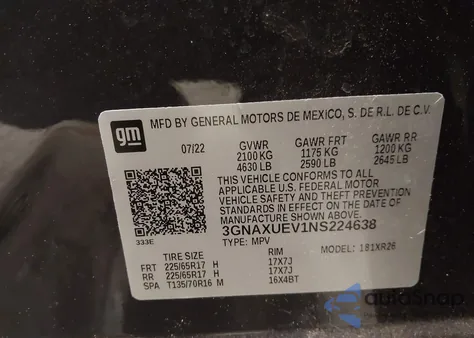 gm
MFD BY GENERAL MOTORS DE MEXICO, S. DE R.L. DE C.V.
07/22 GVWR GAWR FRT GAWR RR
2100 KG 1175 KG 1200 KG
4630 LB 2590 LB 2645 LB
THIS VEHICLE CONFORMS TO ALL
APPLICABLE U.S. FEDERAL MOTOR
VEHICLE SAFETY AND THEFT PREVENTION
STANDARDS IN EFFECT ON THE DATE OF
MANUFACTURE SHOWN ABOVE.
333E
3GNAXUEV1NS224638
TYPE: MPV MODEL: 181XR26
TIRE SIZE RIM
FRT 225/65R17 H 17X7J
RR 225/65R17 H 17X7J
SPA T135/70R16 M 16X4BT
autoSnap